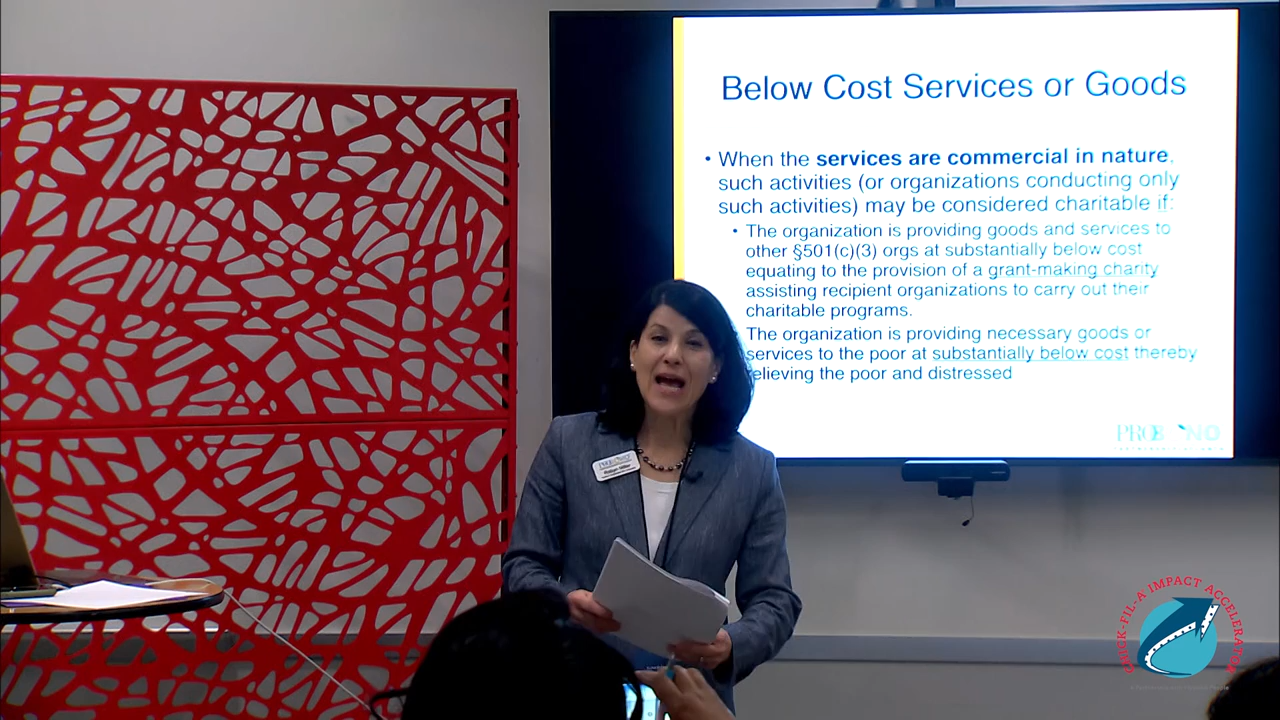 Below Cost Services or Goods
• When the services are commercial in nature,
such activities (or organizations conducting only
such activities) may be considered charitable if:
• The organization is providing goods and services to
other §501(c)(3) orgs at substantially below cost
equating to the provision of a grant-making charity
assisting recipient organizations to carry out their
charitable programs.
The organization is providing necessary goods or
services to the poor at substantially below cost thereby
elieving the poor and distressed
CHICK-FIL-A IMPACT ACCELERATOR